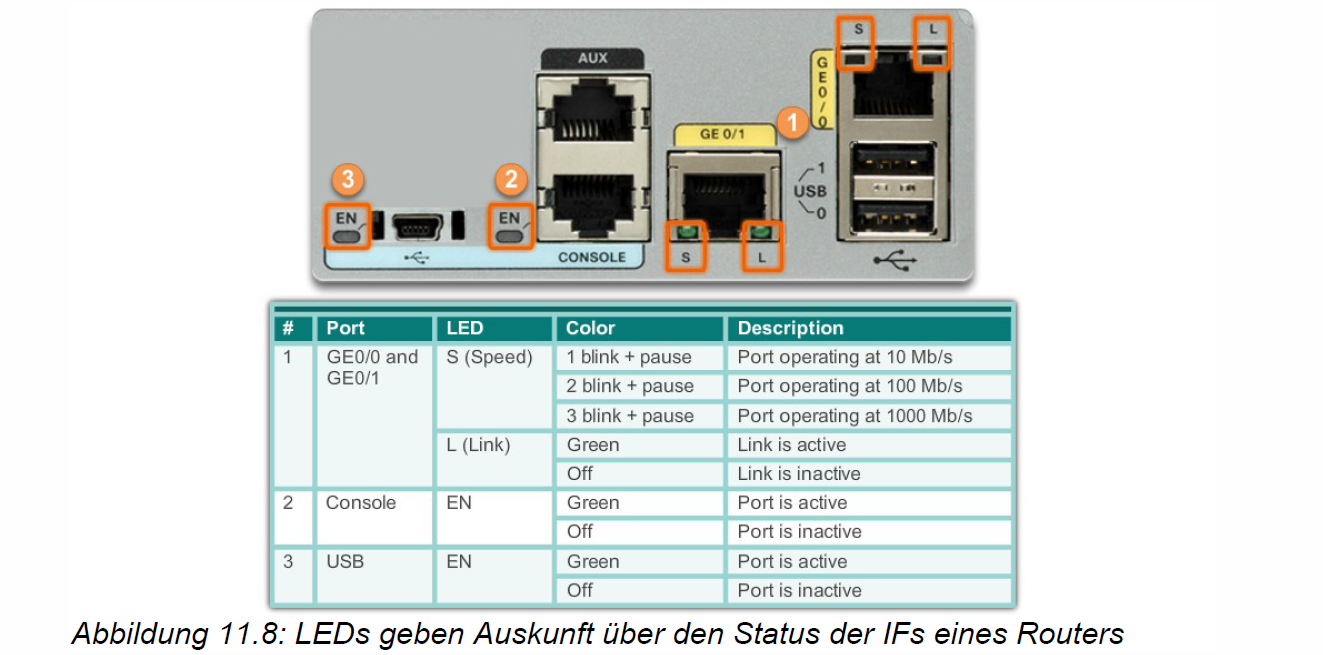 S L
AUX
GE0/0
GE 0/1
1
3
2
1
USB
0
EN
EN
CONSOLE
S
L
# Port LED Color Description
1 GE0/0 and GE0/1 S (Speed) 1 blink + pause Port operating at 10 Mb/s
2 blink + pause Port operating at 100 Mb/s
3 blink + pause Port operating at 1000 Mb/s
L (Link) Green Link is active
Off Link is inactive
2 Console EN Green Port is active
Off Port is inactive
3 USB EN Green Port is active
Off Port is inactive
Abbildung 11.8: LEDs geben Auskunft über den Status der IFs eines Routers